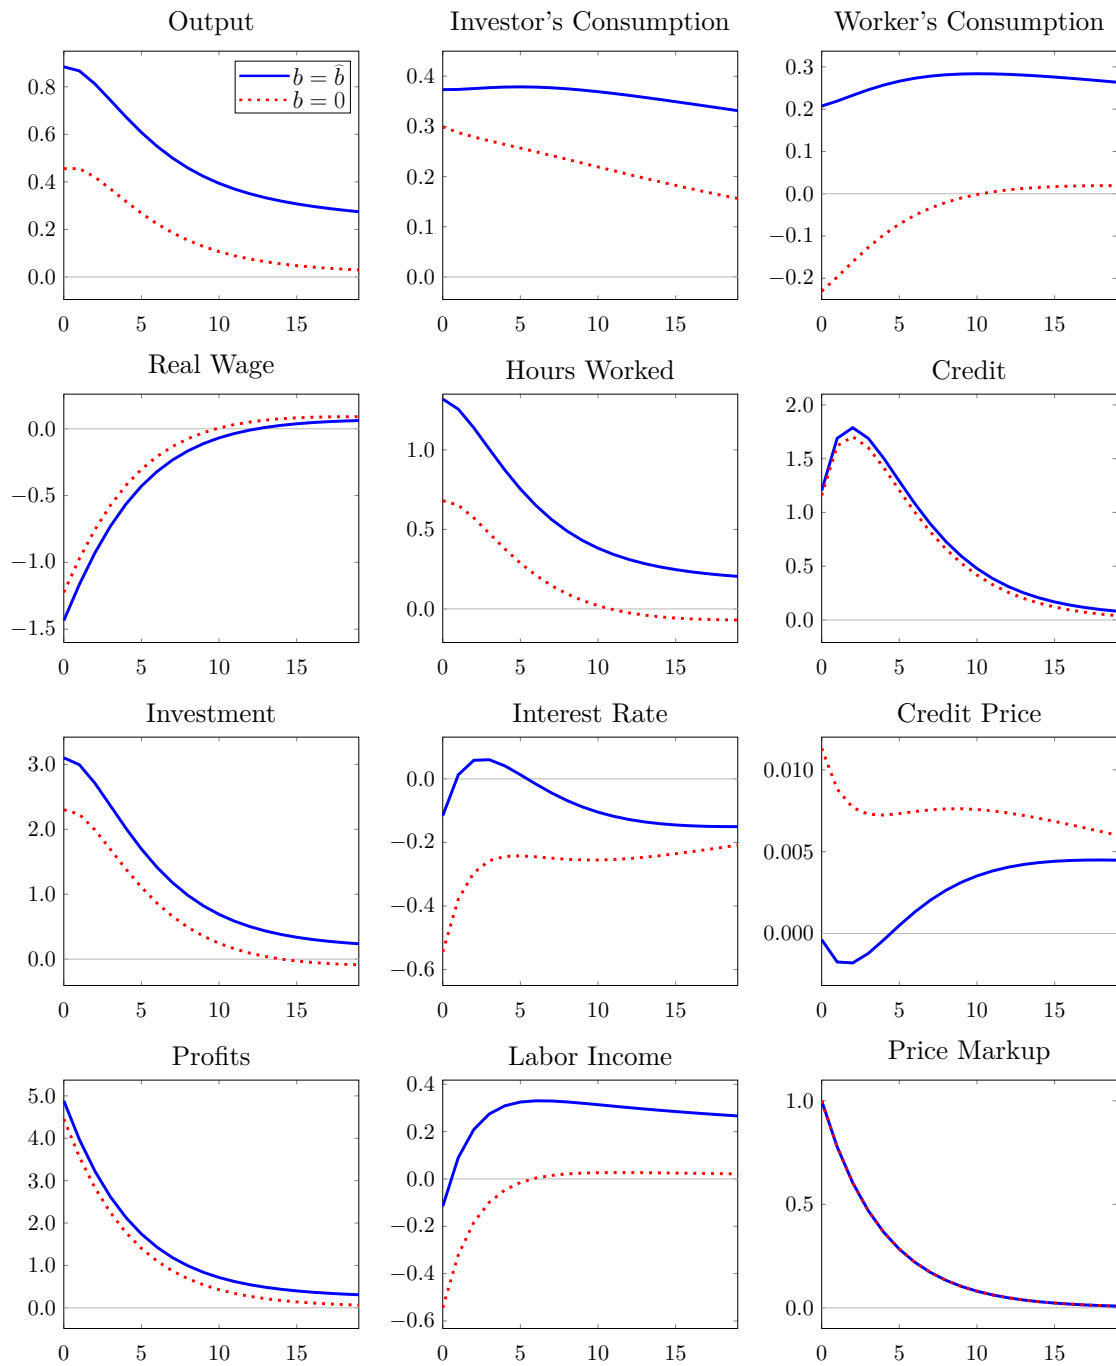 Output
0.8
0.6
0.4
0.2
0.0
0 5 10 15
b = b̂
b = 0
Investor's Consumption
0.4
0.3
0.2
0.1
0.0
0 5 10 15
Worker's Consumption
0.3
0.2
0.1
0.0
−0.1
−0.2
0 5 10 15
Real Wage
0.0
−0.5
−1.0
−1.5
0 5 10 15
Hours Worked
1.0
0.5
0.0
0 5 10 15
Credit
2.0
1.5
1.0
0.5
0.0
0 5 10 15
Investment
3.0
2.0
1.0
0.0
0 5 10 15
Interest Rate
0.0
−0.2
−0.4
−0.6
0 5 10 15
Credit Price
0.010
0.005
0.000
0 5 10 15
Profits
5.0
4.0
3.0
2.0
1.0
0.0
0 5 10 15
Labor Income
0.4
0.2
0.0
−0.2
−0.4
−0.6
0 5 10 15
Price Markup
1.0
0.5
0.0
0 5 10 15